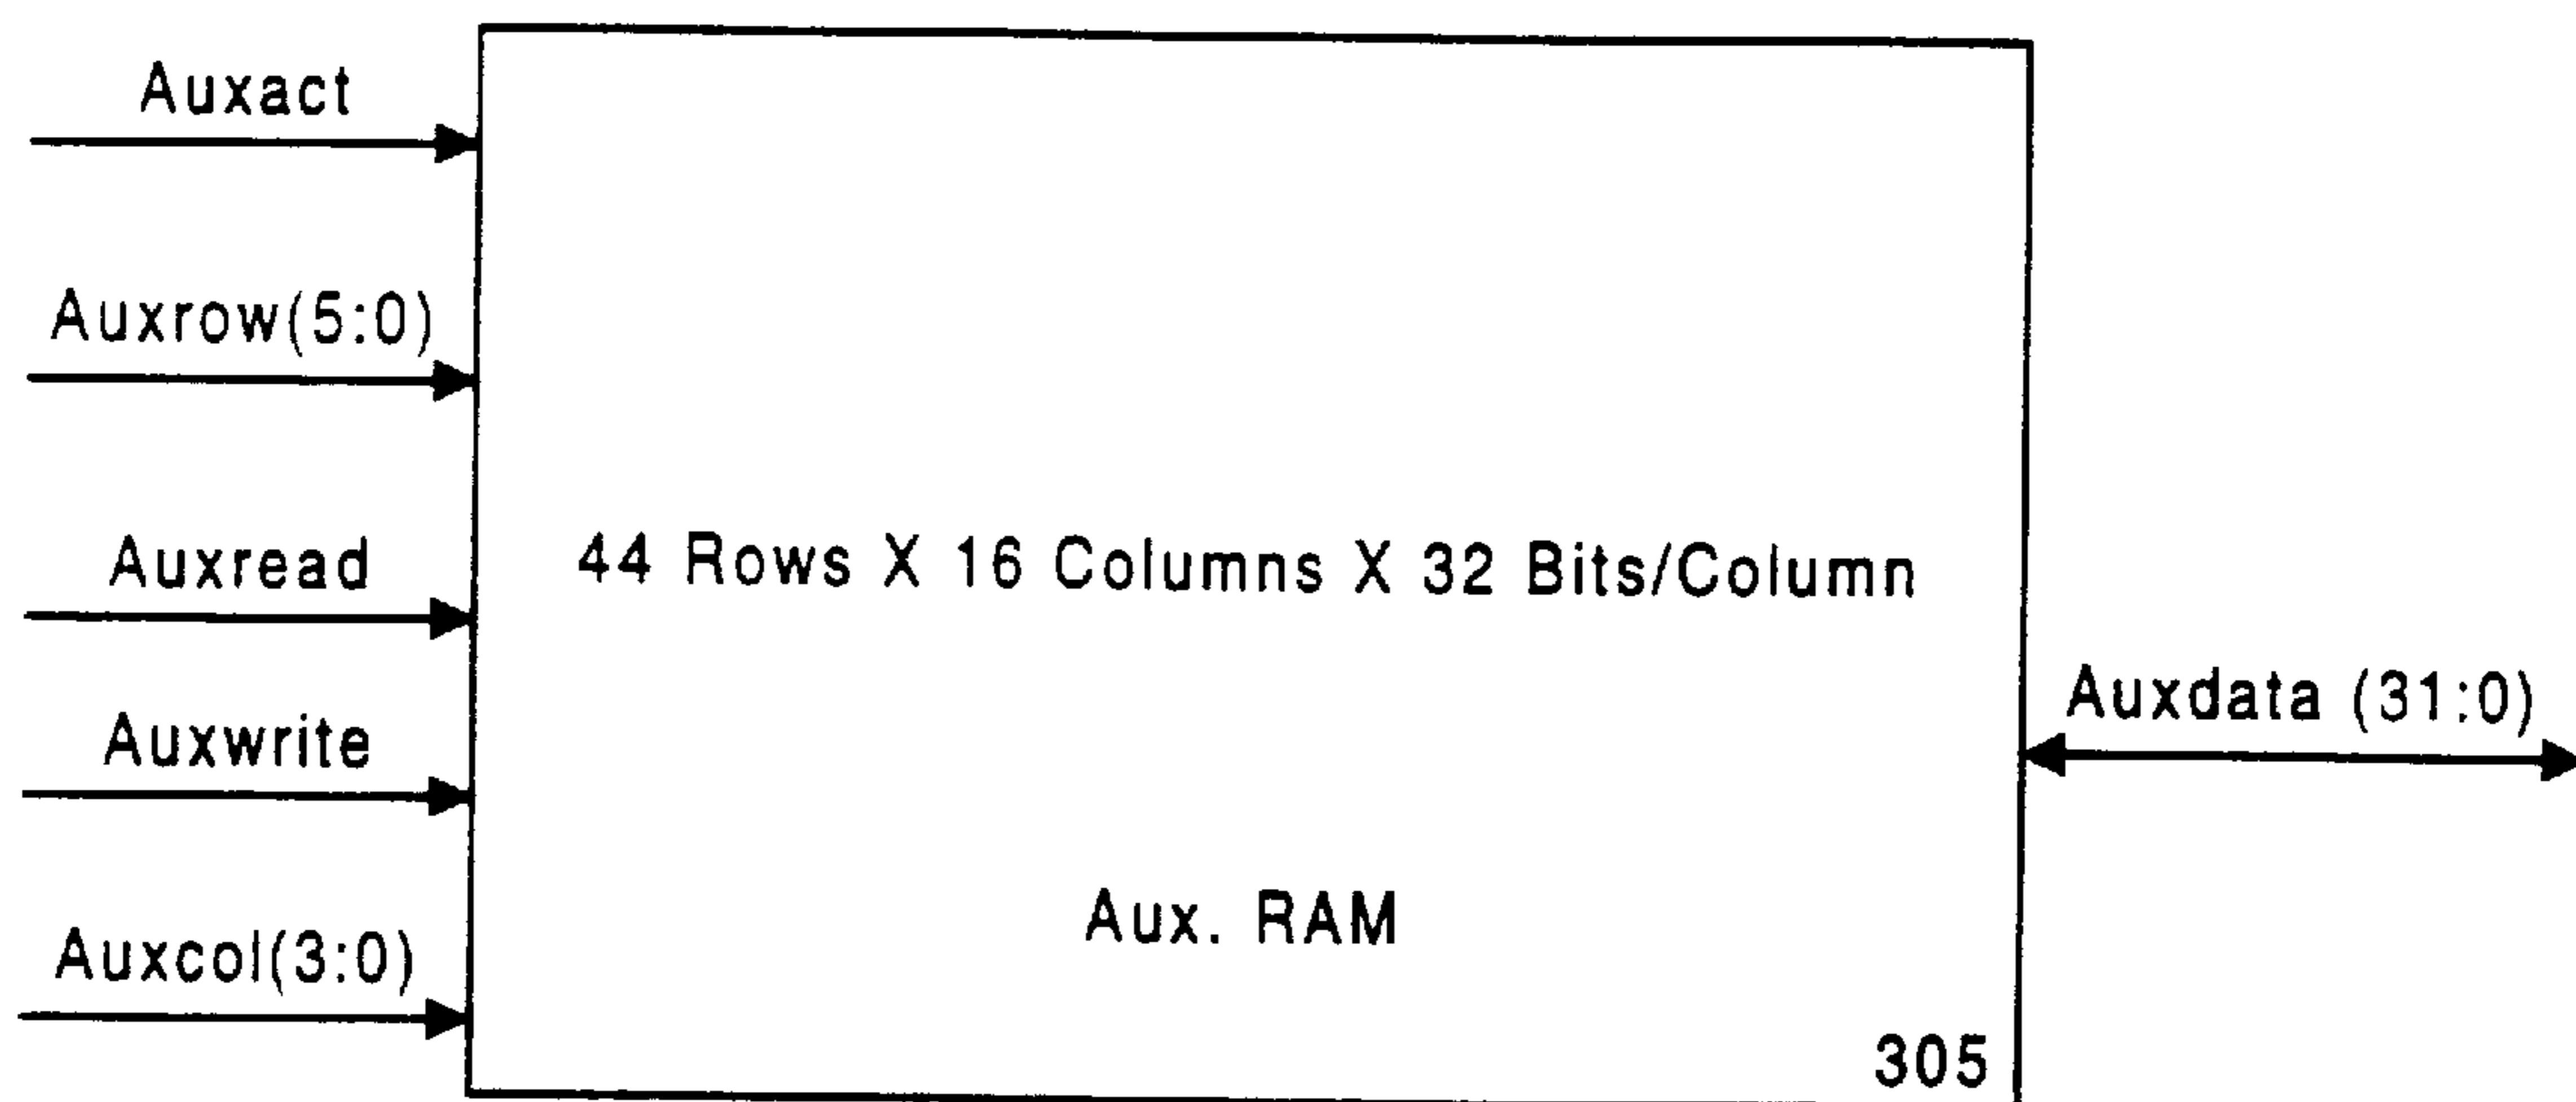 Auxact
Auxrow(5:0)
Auxread
44 Rows X 16 Columns X 32 Bits/Column
Auxwrite
Auxdata (31:0)
Aux. RAM
Auxcol(3:0)
305